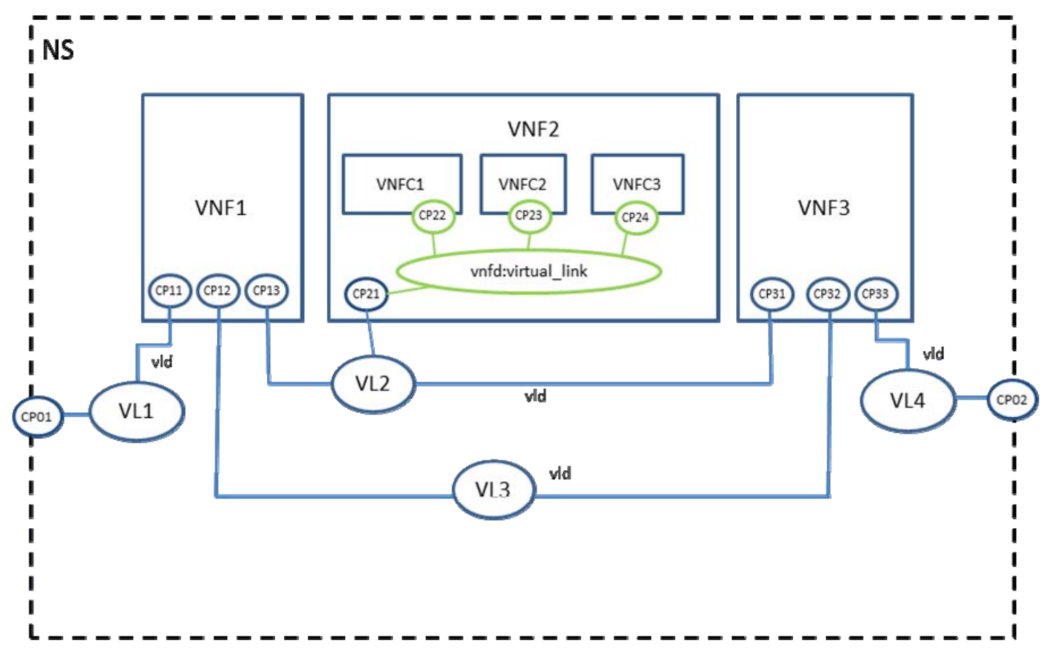 NS
VNF1
VNF2
VNF3
VNFC1
VNFC2
VNFC3
CP22
CP23
CP24
vnfd:virtual_link
CP11
CP12
CP13
CP21
CP31
CP32
CP33
vld
vld
VL1
VL2
vld
VL4
CP01
CP02
vld
VL3